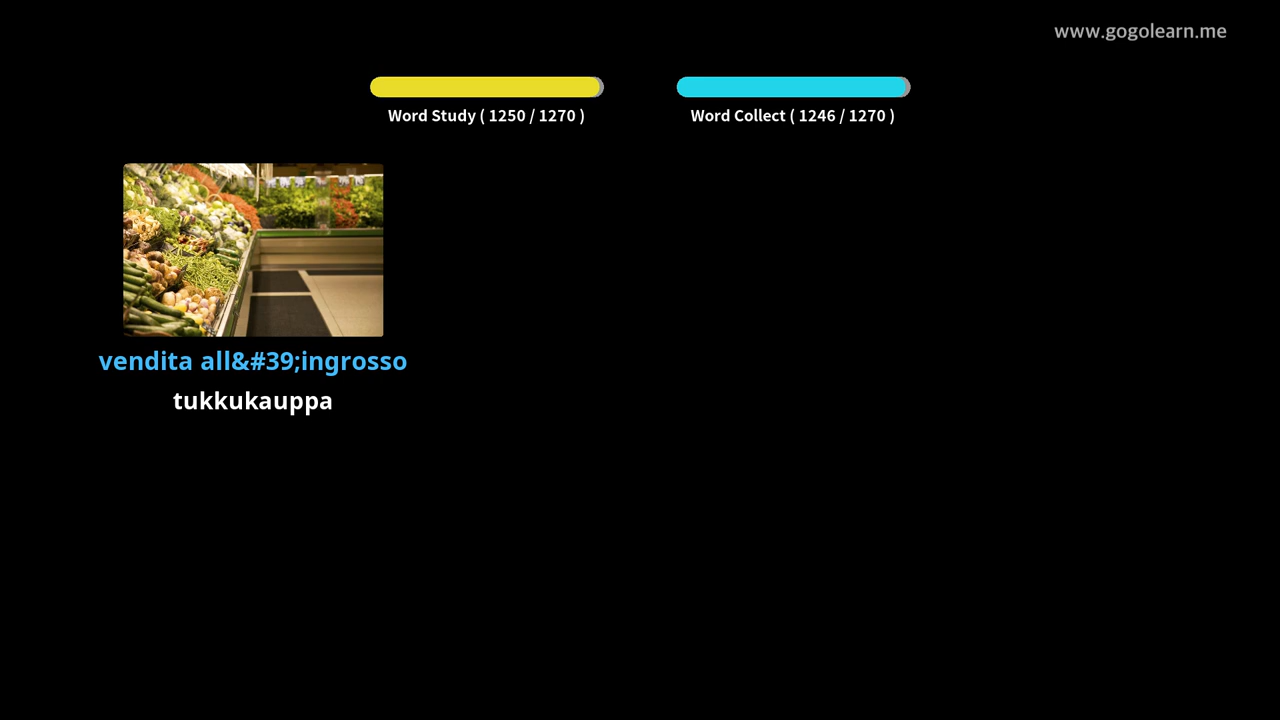 www.gogolearn.me
Word Study ( 1250 / 1270 )
Word Collect ( 1246 / 1270 )
vendita all&#39;ingrosso
tukkukauppa